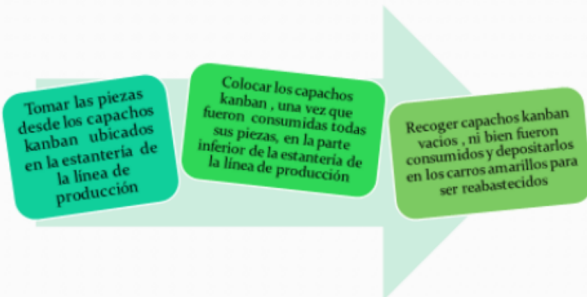 Tomar las piezas
desde los capachos
kanban ubicados
en la estantería de
la línea de
producción
Colocar los capachos
kanban , una vez que
fueron consumidas todas
sus piezas, en la parte
inferior de la estantería de
la línea de producción
Recoger capachos kanban
vacios , ni bien fueron
consumidos y depositarlos
en los carros amarillos para
ser reabastecidos